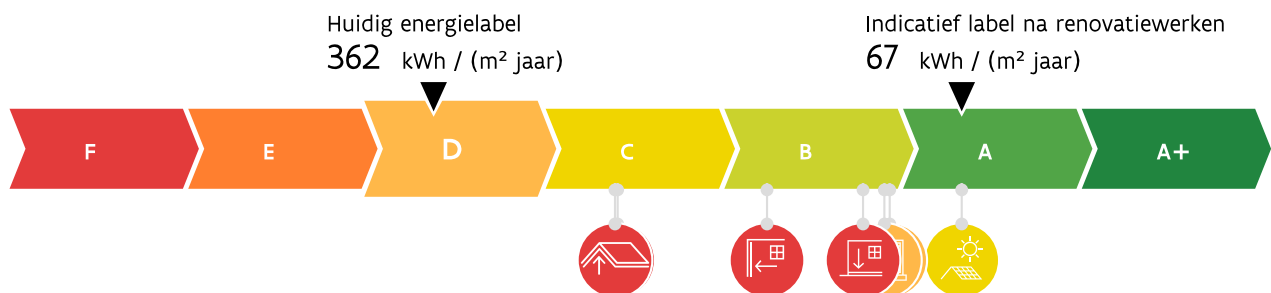 Huidig energielabel
362 kWh / (m² jaar)
Indicatief label na renovatiewerken
67 kWh / (m² jaar)
F E D C B A A+